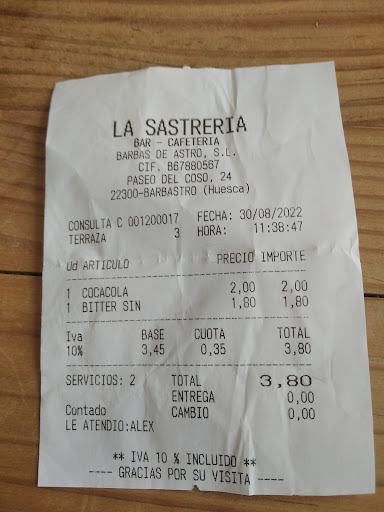 LA SASTRERIA
BAR - CAFETERIA
BARBAS DE ASTRO, S.L.
CIF. B67880567
PASEO DEL COSO, 24
22300-BARBASTRO (Huesca)
CONSULTA C 001200017 FECHA: 30/08/2022
TERRAZA 3 HORA: 11:38:47
Ud ARTICULO PRECIO IMPORTE
1 COCACOLA 2,00 2,00
1 BITTER SIN 1,80 1,80
Iva BASE CUOTA TOTAL
10% 3,45 0,35 3,80
SERVICIOS: 2 TOTAL 3,80
ENTREGA 0,00
Contado CAMBIO 0,00
LE ATENDIO:ALEX
** IVA 10 % INCLUIDO **
---- GRACIAS POR SU VISITA ----